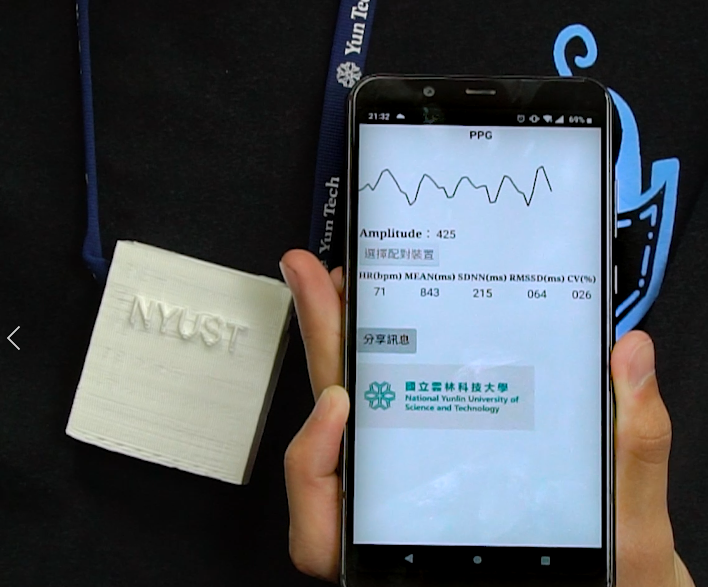 Yun Tech
Yun Tech
NYUST
21:32
69%
PPG
Amplitude：425
選擇配對裝置
HR(bpm) MEAN(ms) SDNN(ms) RMSSD(ms) CV(%)
71 843 215 064 026
分享訊息
國立雲林科技大學
National Yunlin University of
Science and Technology